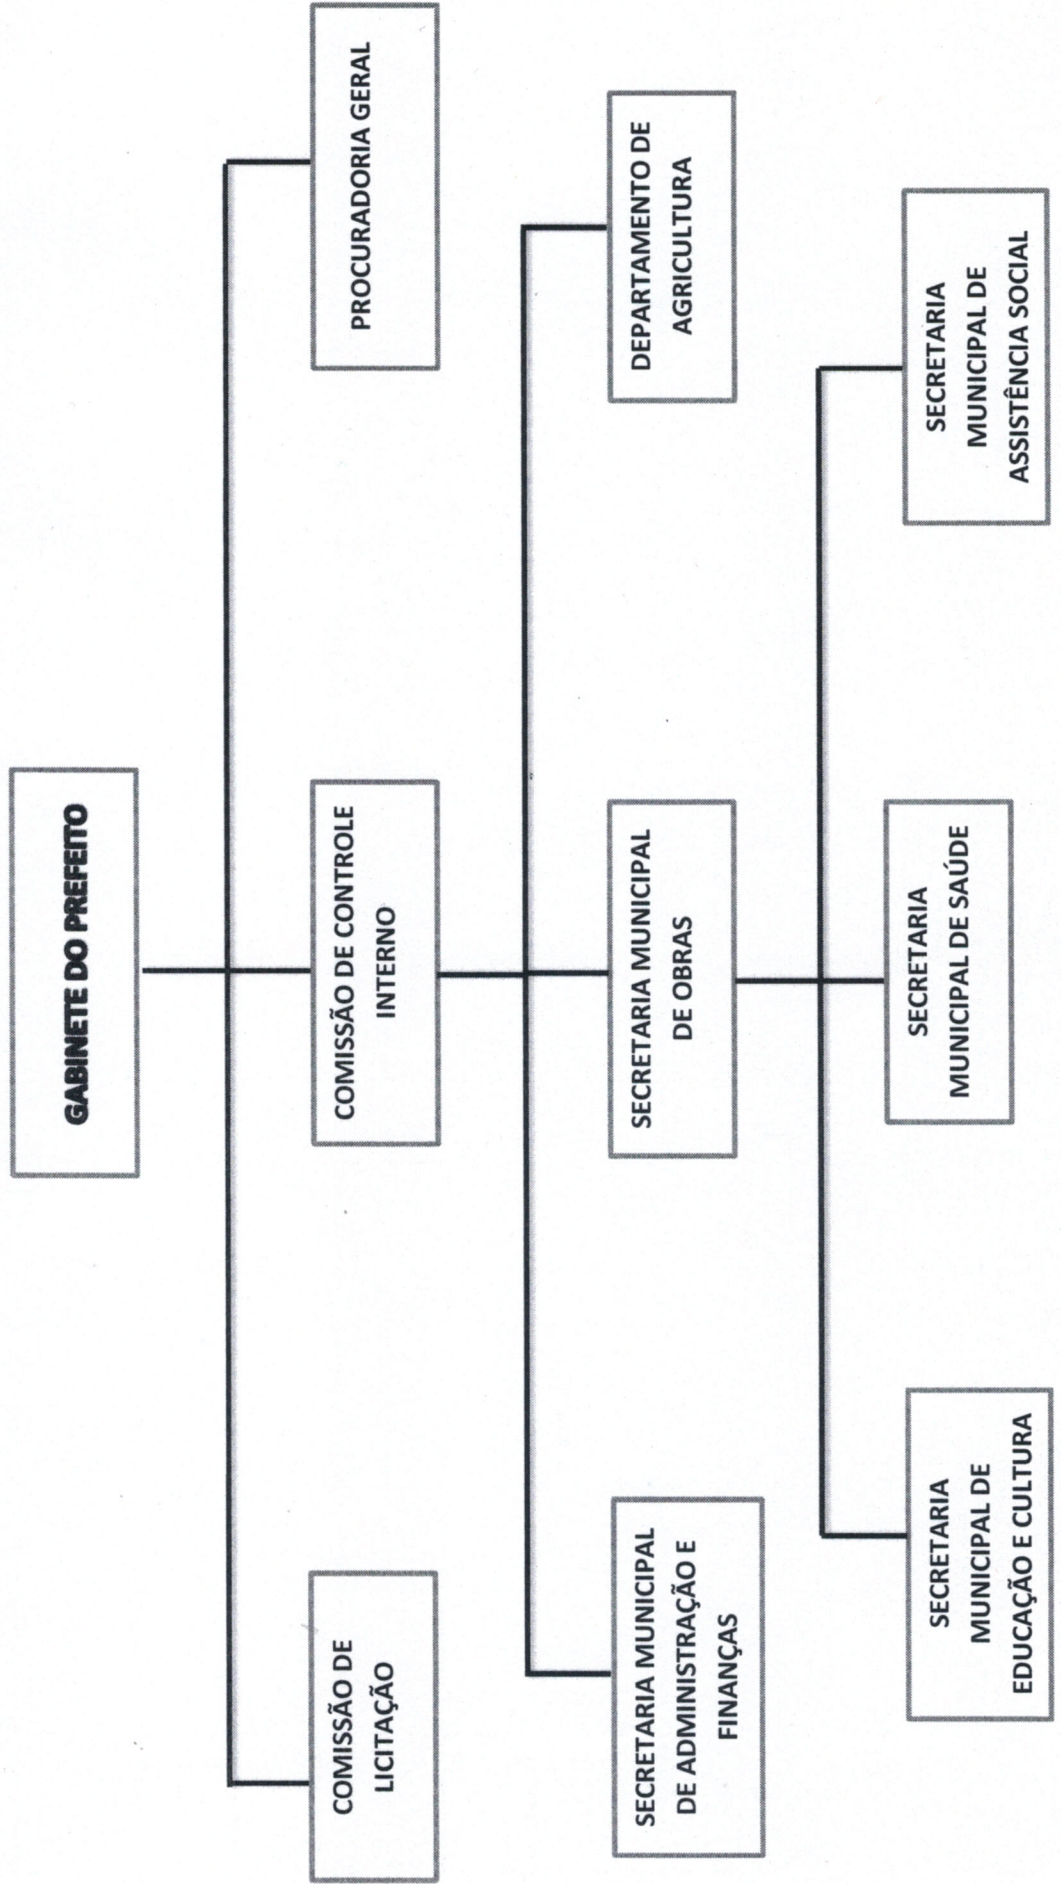 GABINETE DO PREFEITO
COMISSÃO DE
LICITAÇÃO
COMISSÃO DE CONTROLE
INTERNO
PROCURADORIA GERAL
SECRETARIA MUNICIPAL
DE ADMINISTRAÇÃO E
FINANÇAS
SECRETARIA MUNICIPAL
DE OBRAS
DEPARTAMENTO DE
AGRICULTURA
SECRETARIA
MUNICIPAL DE
EDUCAÇÃO E CULTURA
SECRETARIA
MUNICIPAL DE SAÚDE
SECRETARIA
MUNICIPAL DE
ASSISTÊNCIA SOCIAL